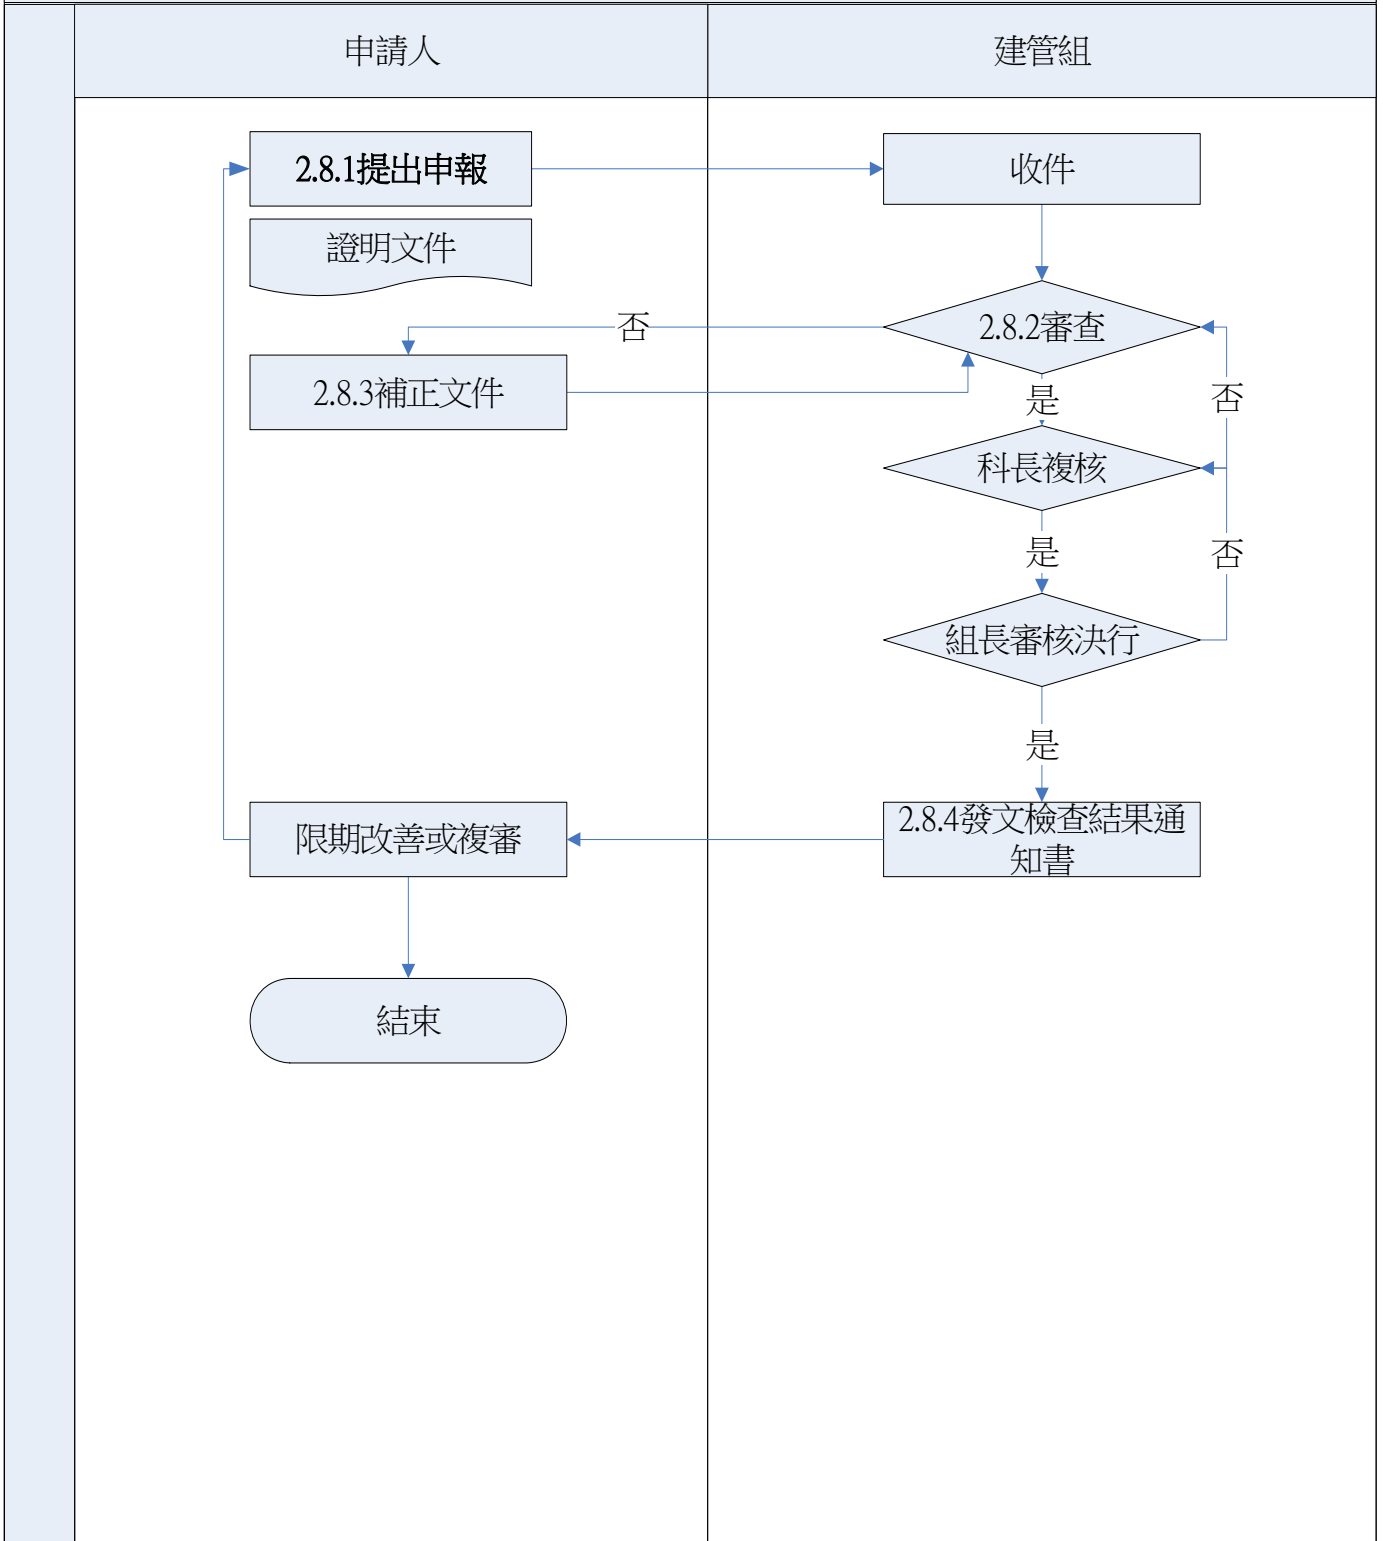 申請人
建管組
2.8.1提出申報
收件
證明文件
否
2.8.2審查
2.8.3補正文件
是
否
科長複核
是
否
組長審核決行
是
限期改善或複審
2.8.4發文檢查結果通
知書
結束